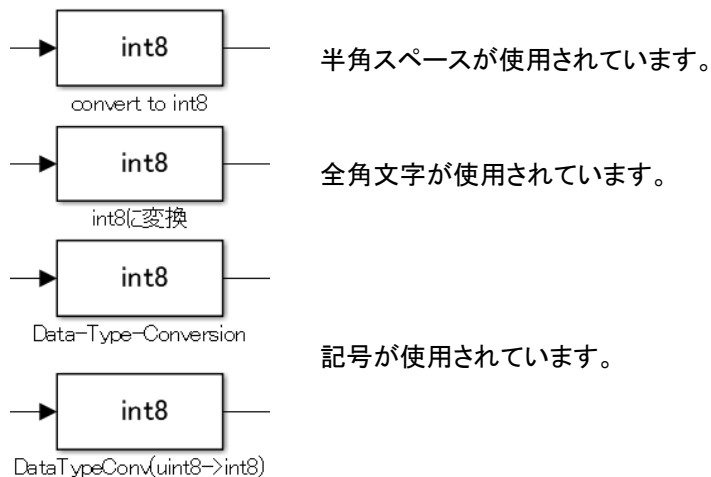 int8
半角スペースが使用されています。
convert to int8
int8
全角文字が使用されています。
int8に変換
int8
Data-Type-Conversion
記号が使用されています。
int8
DataTypeConv(uint8->int8)